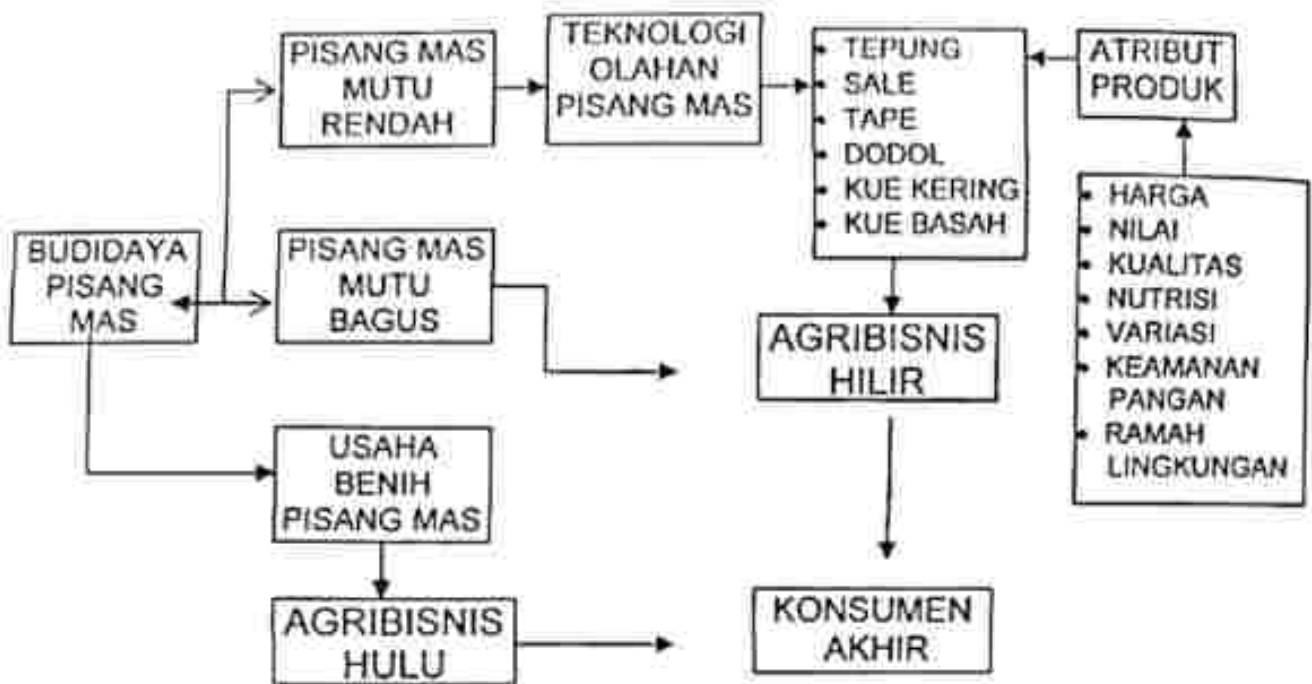 PISANG MAS
MUTU
RENDAH
TEKNOLOGI
OLAHAN
PISANG MAS
• TEPUNG
• SALE
• TAPE
• DODOL
• KUE KERING
• KUE BASAH
ATRIBUT
PRODUK
• HARGA
• NILAI
• KUALITAS
• NUTRISI
• VARIASI
• KEAMANAN
PANGAN
• RAMAH
LINGKUNGAN
BUDIDAYA
PISANG
MAS
PISANG MAS
MUTU
BAGUS
AGRIBISNIS
HILIR
USAHA
BENIH
PISANG MAS
AGRIBISNIS
HULU
KONSUMEN
AKHIR